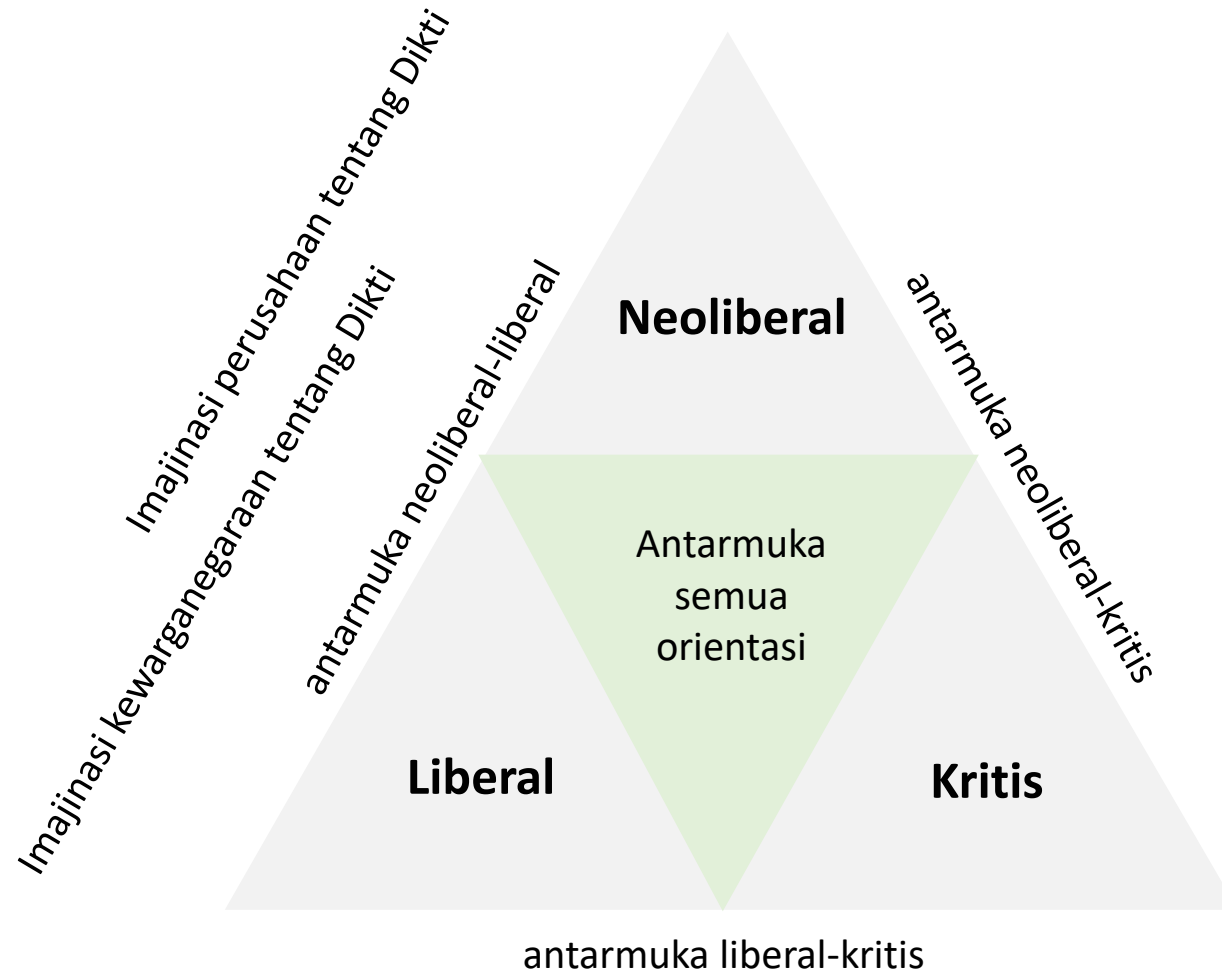 Imajinasi perusahaan tentang Dikti
Imajinasi kewarganegaraan tentang Dikti
antarmuka neoliberal-liberal
Neoliberal
antarmuka neoliberal-kritis
Antarmuka
semua
orientasi
Liberal
Kritis
antarmuka liberal-kritis